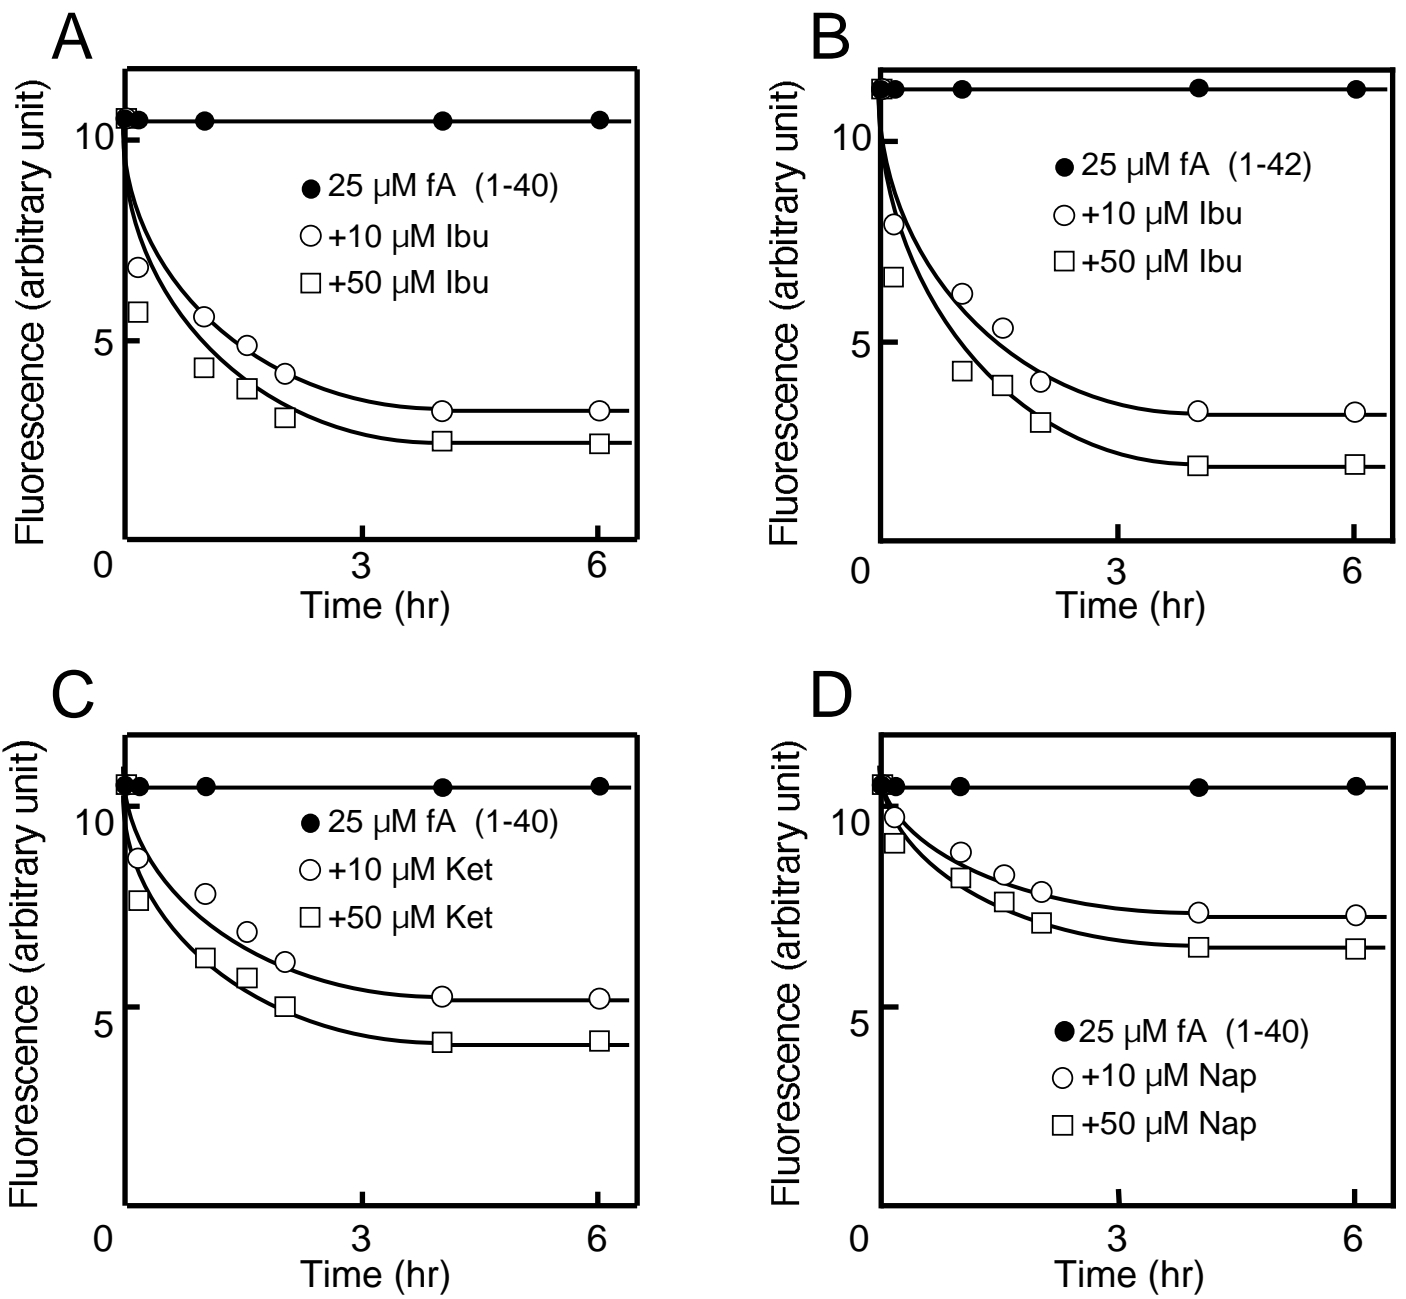 A
Fluorescence (arbitrary unit)
10
5
0
3
6
Time (hr)
25 µM fA (1-40)
+10 µM Ibu
+50 µM Ibu
B
Fluorescence (arbitrary unit)
10
5
0
3
6
Time (hr)
25 µM fA (1-42)
+10 µM Ibu
+50 µM Ibu
C
Fluorescence (arbitrary unit)
10
5
0
3
6
Time (hr)
25 µM fA (1-40)
+10 µM Ket
+50 µM Ket
D
Fluorescence (arbitrary unit)
10
5
0
3
6
Time (hr)
25 µM fA (1-40)
+10 µM Nap
+50 µM Nap